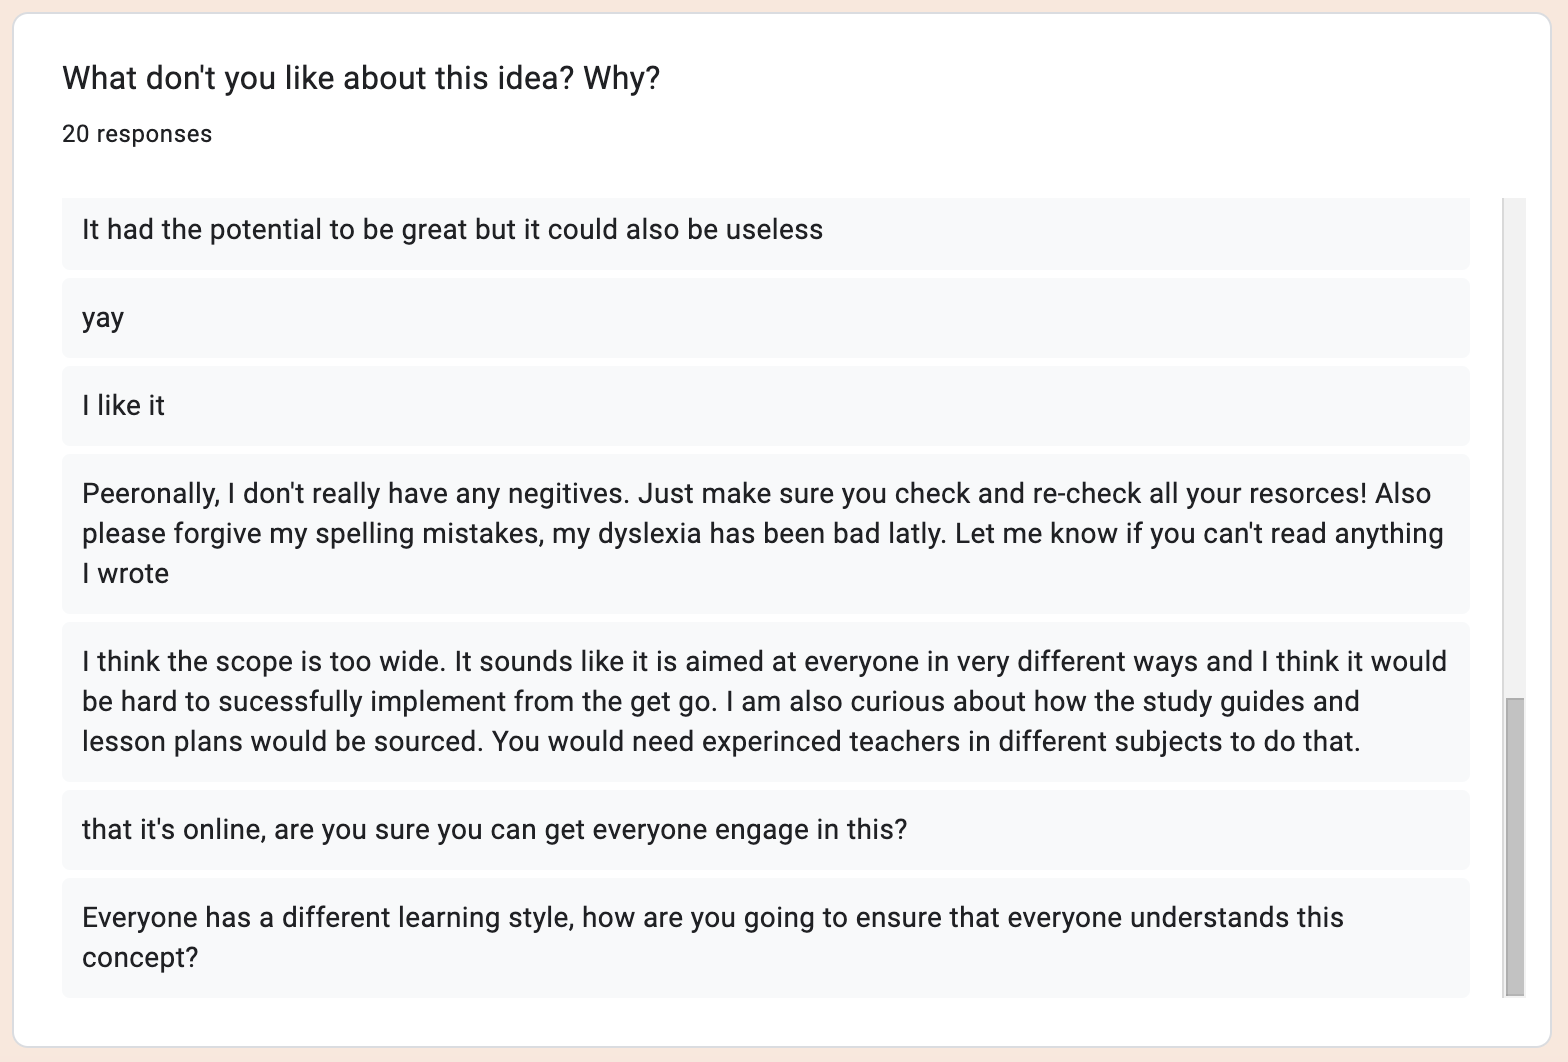 What don't you like about this idea? Why?
20 responses
It had the potential to be great but it could also be useless
yay
I like it
Peeronally, I don't really have any negitives. Just make sure you check and re-check all your resorces! Also
please forgive my spelling mistakes, my dyslexia has been bad latly. Let me know if you can't read anything
I wrote
I think the scope is too wide. It sounds like it is aimed at everyone in very different ways and I think it would
be hard to sucessfully implement from the get go. I am also curious about how the study guides and
lesson plans would be sourced. You would need experinced teachers in different subjects to do that.
that it's online, are you sure you can get everyone engage in this?
Everyone has a different learning style, how are you going to ensure that everyone understands this
concept?